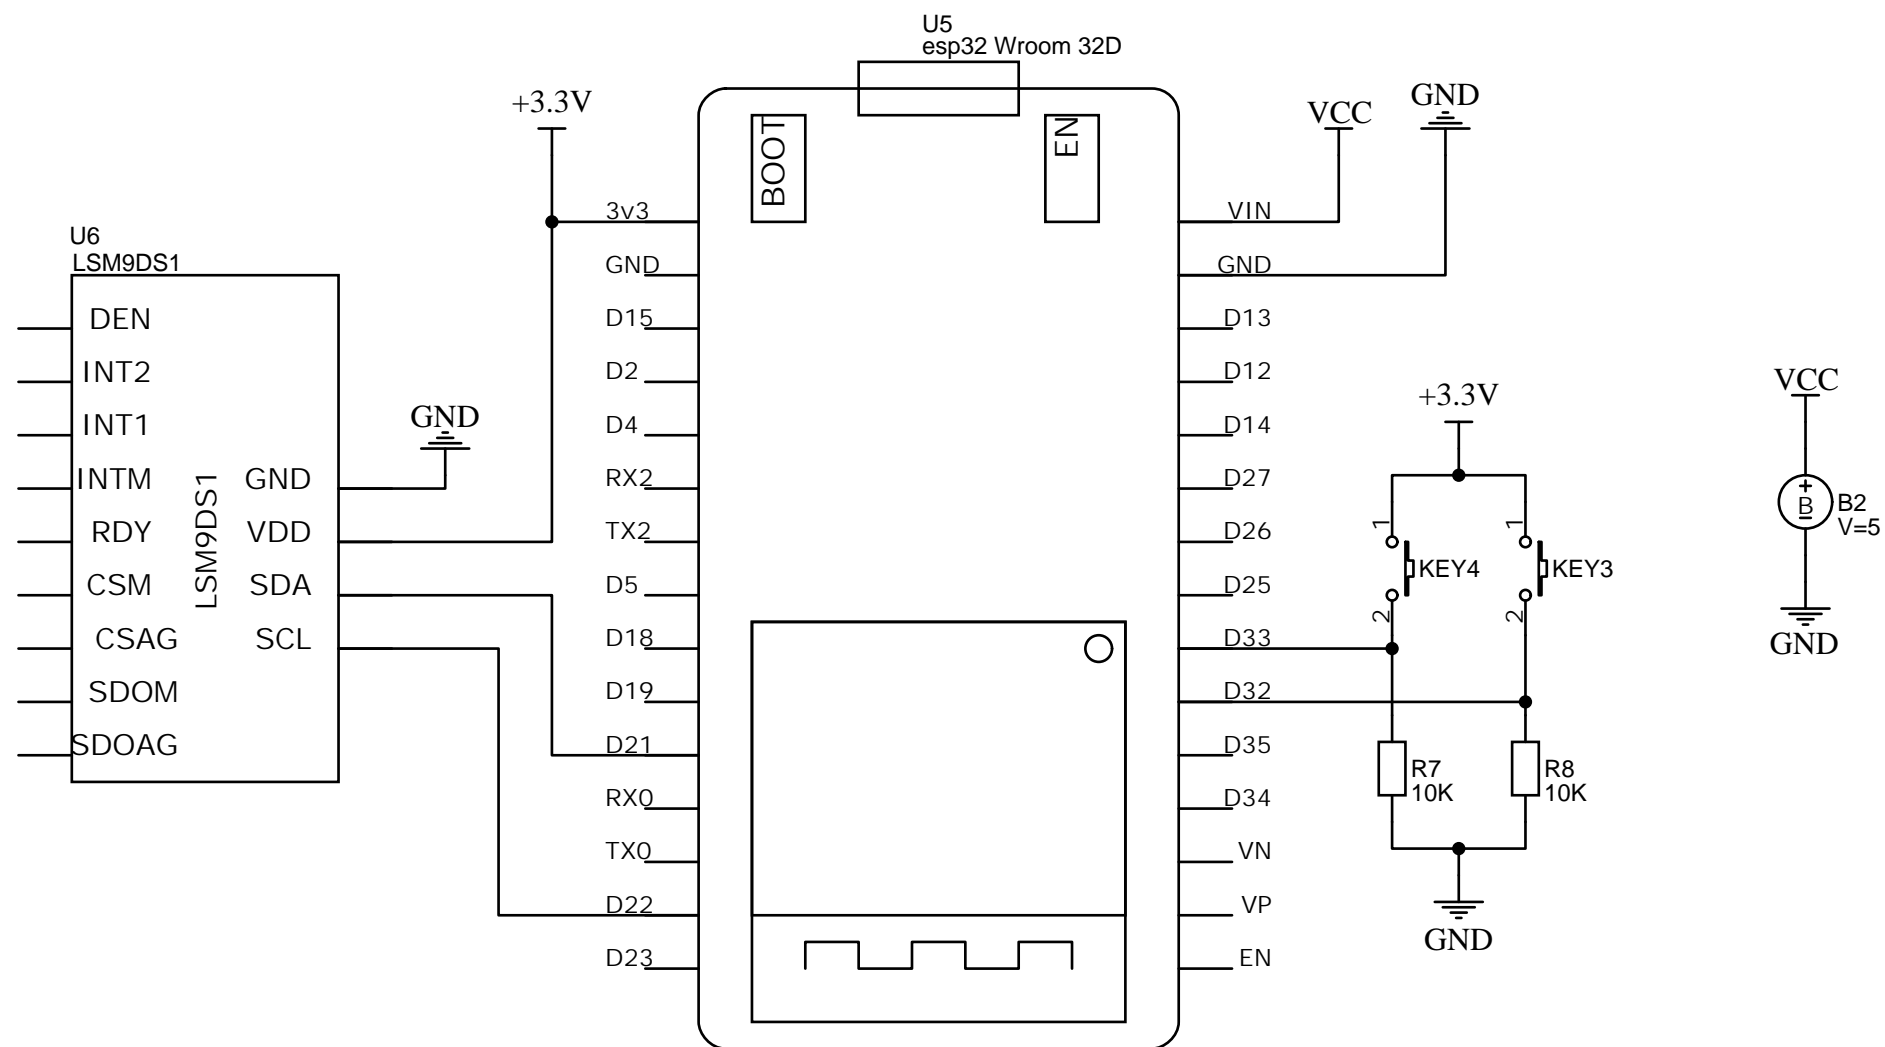 U5
esp32 Wroom 32D
+3.3V
VCC
GND
BOOT
EN
3v3
VIN
U6
LSM9DS1
GND
GND
DEN
D15
D13
INT2
D2
D12
VCC
+3.3V
INT1
GND
D4
D14
INTM
GND
RX2
D27
LSM9DS1
RDY
VDD
TX2
D26
1
1
+
B
B2
V=5
CSM
SDA
D5
D25
KEY4
KEY3
2
2
CSAG
SCL
D18
D33
GND
SDOM
D19
D32
SDOAG
D21
D35
R7
10K
R8
10K
RX0
D34
TX0
VN
D22
VP
GND
D23
EN